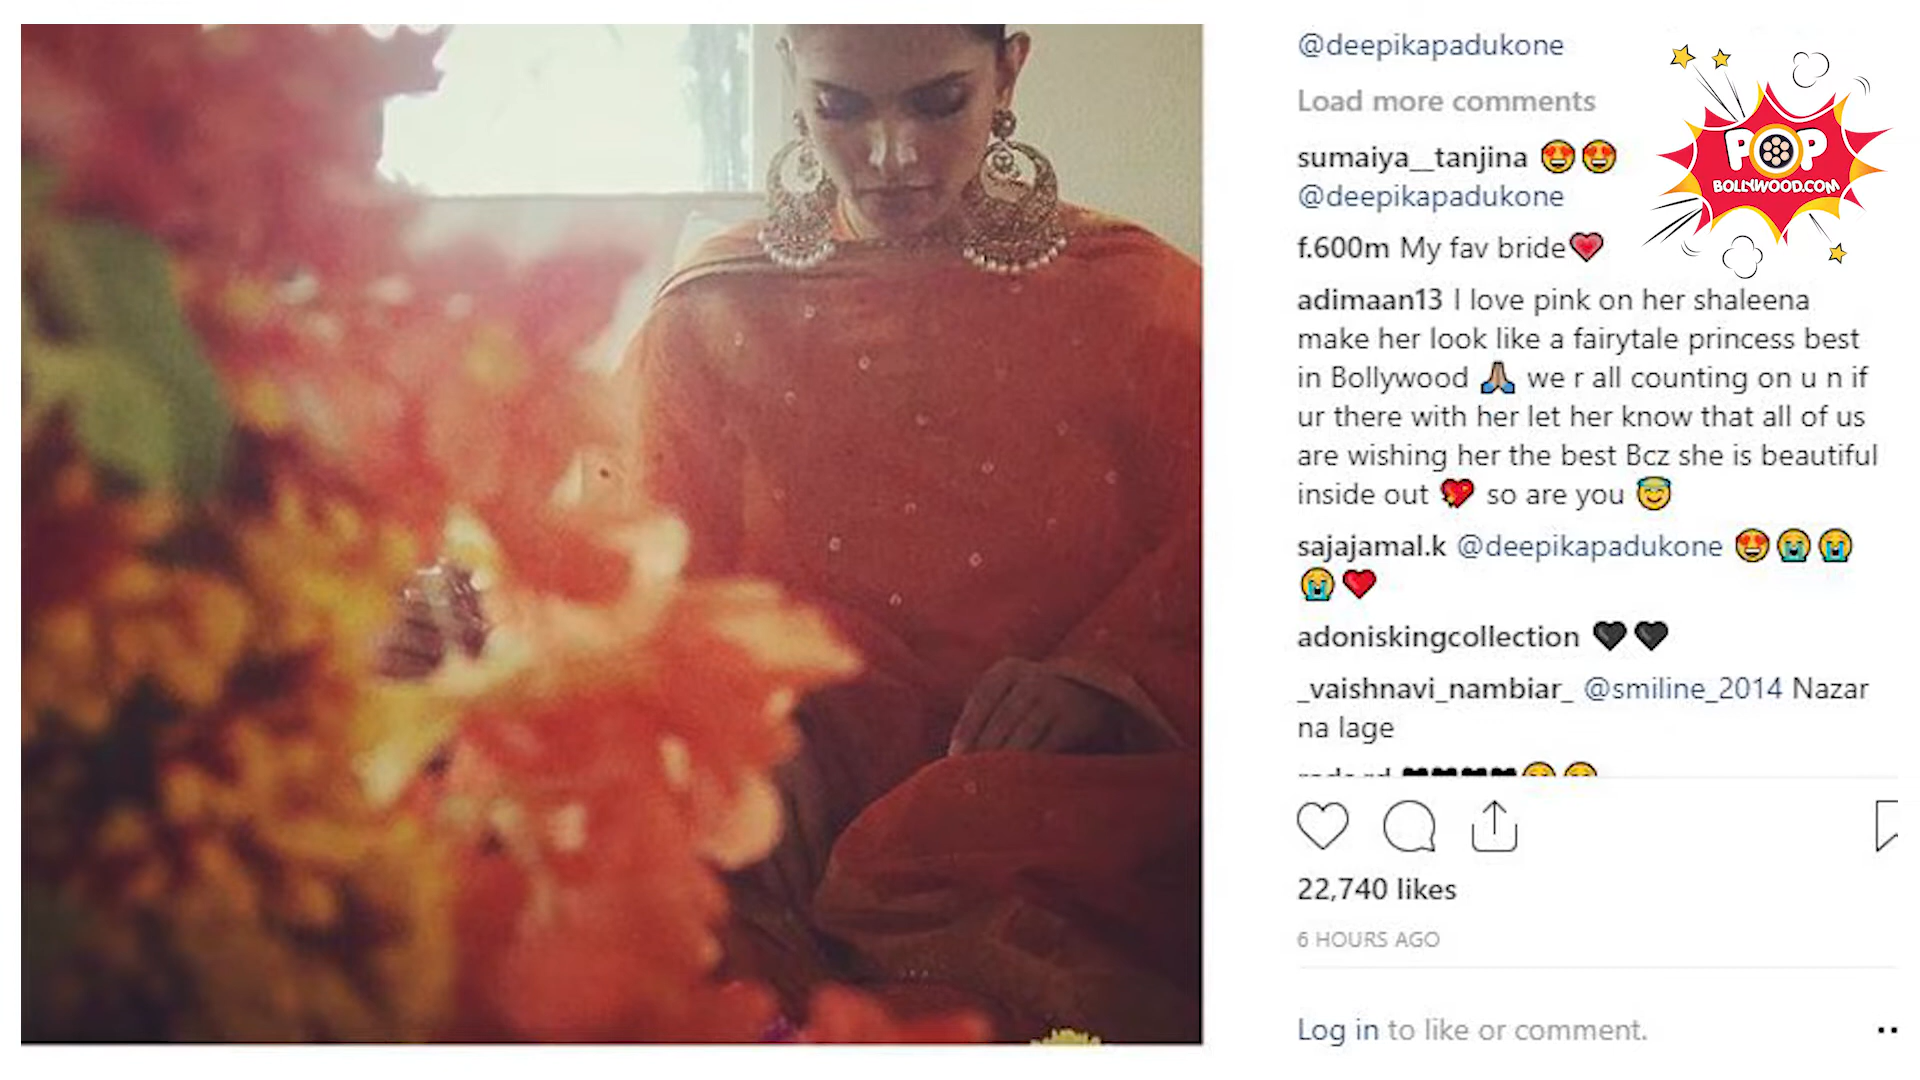 @deepikapadukone
Load more comments
sumaiya__tanjina 😍😍
@deepikapadukone
f.600m My fav bride❤️
adimaan13 I love pink on her shaleena
make her look like a fairytale princess best
in Bollywood 🙏🏽 we r all counting on u n if
ur there with her let her know that all of us
are wishing her the best Bcz she is beautiful
inside out 💖 so are you 😇
sajajamal.k @deepikapadukone 😍😭😭
😭❤️
adoniskingcollection 🖤🖤
_vaishnavi_nambiar_ @smiline_2014 Nazar
na lage
22,740 likes
6 HOURS AGO
Log in to like or comment.
POP
BOLLYWOOD.COM